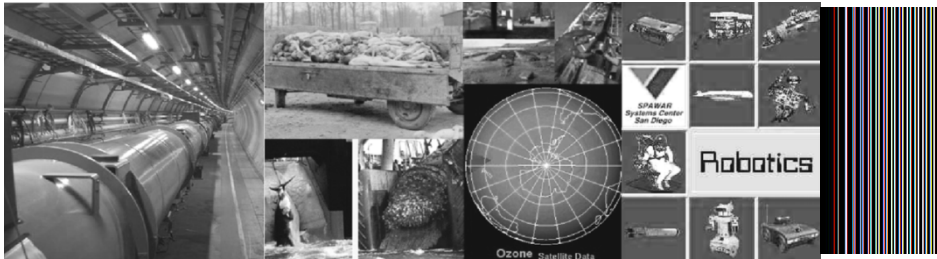 Ozone Satellite Data
SPAWAR
Systems Center
San Diego
Robotics